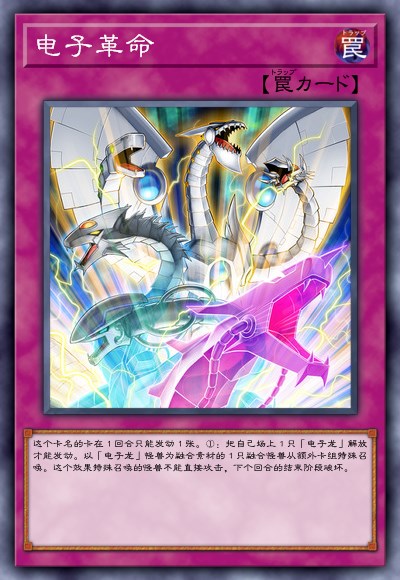 电子革命
トラップ
罠
トラップ
【罠カード】
这个卡名的卡在1回合只能发动1张。①：把自己场上1只「电子龙」解放
才能发动。以「电子龙」怪兽为融合素材的1只融合怪兽从额外卡组特殊召
唤。这个效果特殊召唤的怪兽不能直接攻击，下个回合的结束阶段破坏。